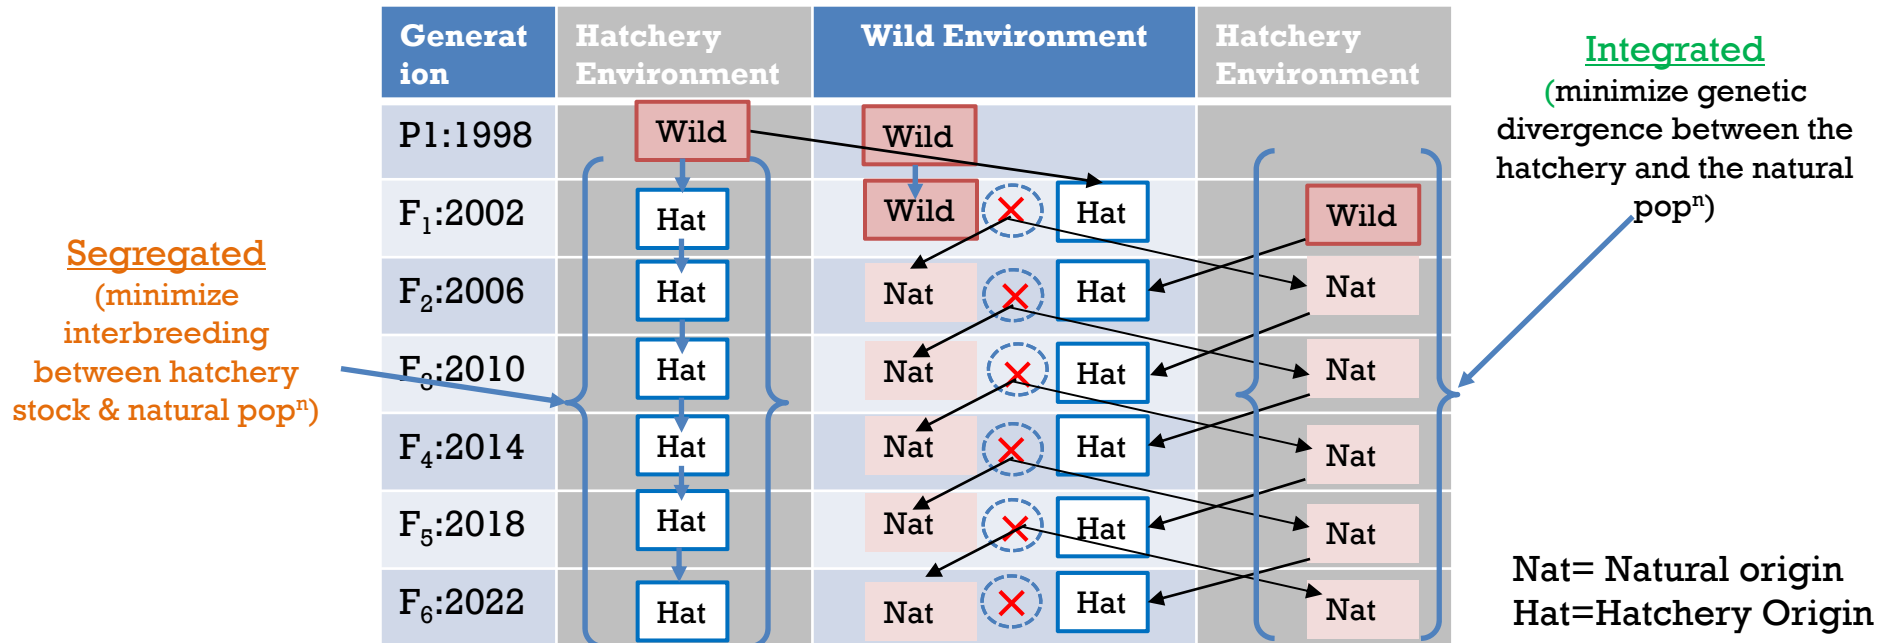 Generat
ion
Hatchery
Environment
Wild Environment
Hatchery
Environment
P1:1998
Wild
Wild
F₁:2002
Hat
Wild
Hat
Wild
F₂:2006
Hat
Nat
Hat
Nat
F₃:2010
Hat
Nat
Hat
Nat
F₄:2014
Hat
Nat
Hat
Nat
F₅:2018
Hat
Nat
Hat
Nat
F₆:2022
Hat
Nat
Hat
Nat
Segregated
(minimize
interbreeding
between hatchery
stock & natural popⁿ)
Integrated
(minimize genetic
divergence between the
hatchery and the natural
popⁿ)
Nat= Natural origin
Hat=Hatchery Origin